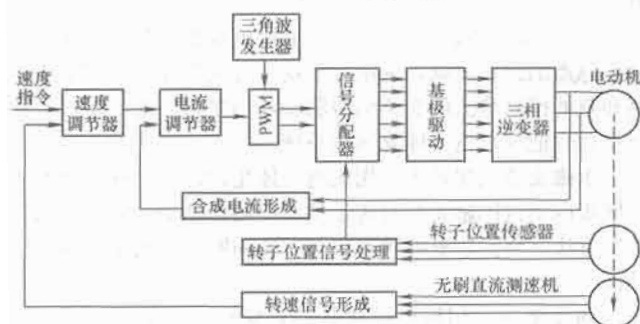 三角波
发生器
速度
指令
速度
调节器
电流
调节器
PWM
信号分配器
基极驱动
三相
逆变器
电动机
合成电流形成
转子位置传感器
转子位置信号处理
无刷直流测速机
转速信号形成